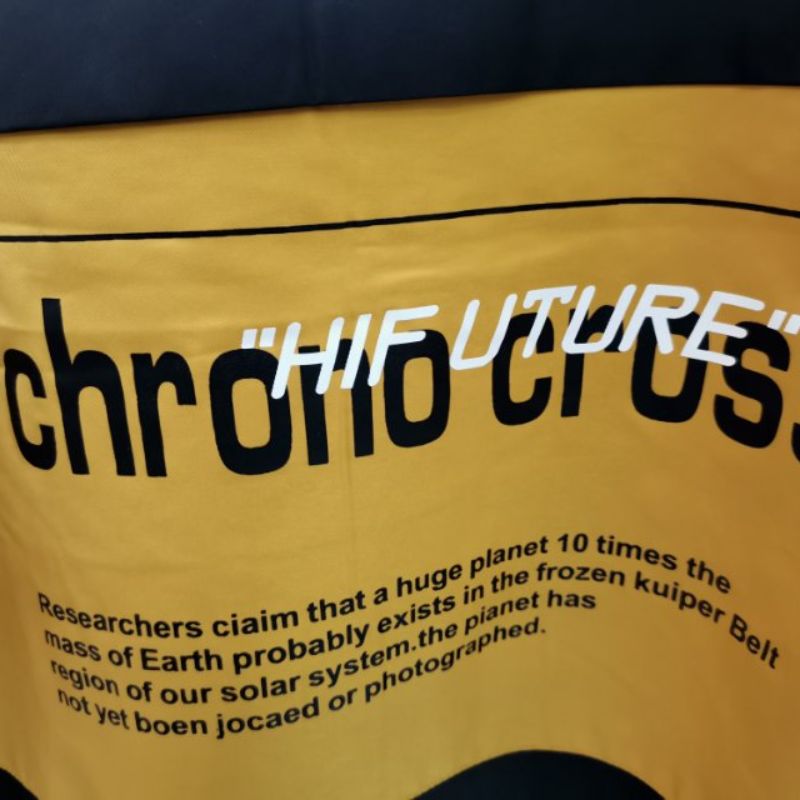 "HIFUTURE"
chrono cross
Researchers ciaim that a huge planet 10 times the
mass of Earth probably exists in the frozen kuiper Belt
region of our solar system.the pianet has
not yet boen jocaed or photographed.